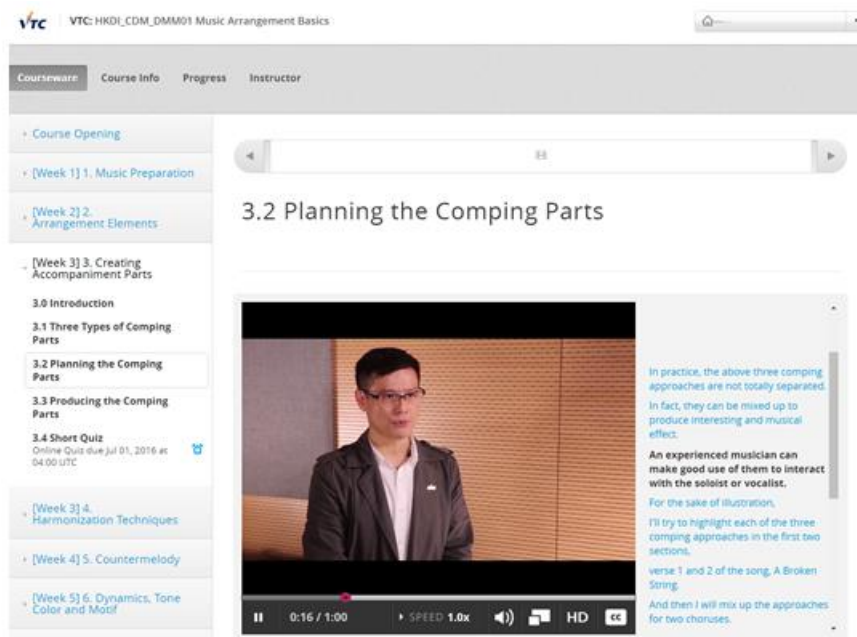 VTC
VTC: HKDI_CDM_DMM01 Music Arrangement Basics
Courseware
Course Info
Progress
Instructor
Course Opening
[Week 1] 1. Music Preparation
[Week 2] 2.
Arrangement Elements
[Week 3] 3. Creating
Accompaniment Parts
3.0 Introduction
3.1 Three Types of Comping
Parts
3.2 Planning the Comping
Parts
3.3 Producing the Comping
Parts
3.4 Short Quiz
Online Quiz due Jul 01, 2016 at
04:00 UTC
[Week 3] 4.
Harmonization Techniques
[Week 4] 5. Countermelody
[Week 5] 6. Dynamics, Tone
Color and Motif
3.2 Planning the Comping Parts
In practice, the above three comping
approaches are not totally separated.
In fact, they can be mixed up to
produce interesting and musical
effect.
An experienced musician can
make good use of them to interact
with the soloist or vocalist.
For the sake of illustration,
I'll try to highlight each of the three
comping approaches in the first two
sections,
verse 1 and 2 of the song, A Broken
String.
And then I will mix up the approaches
for two choruses.
0:16 / 1:00
SPEED 1.0x
HD
CC